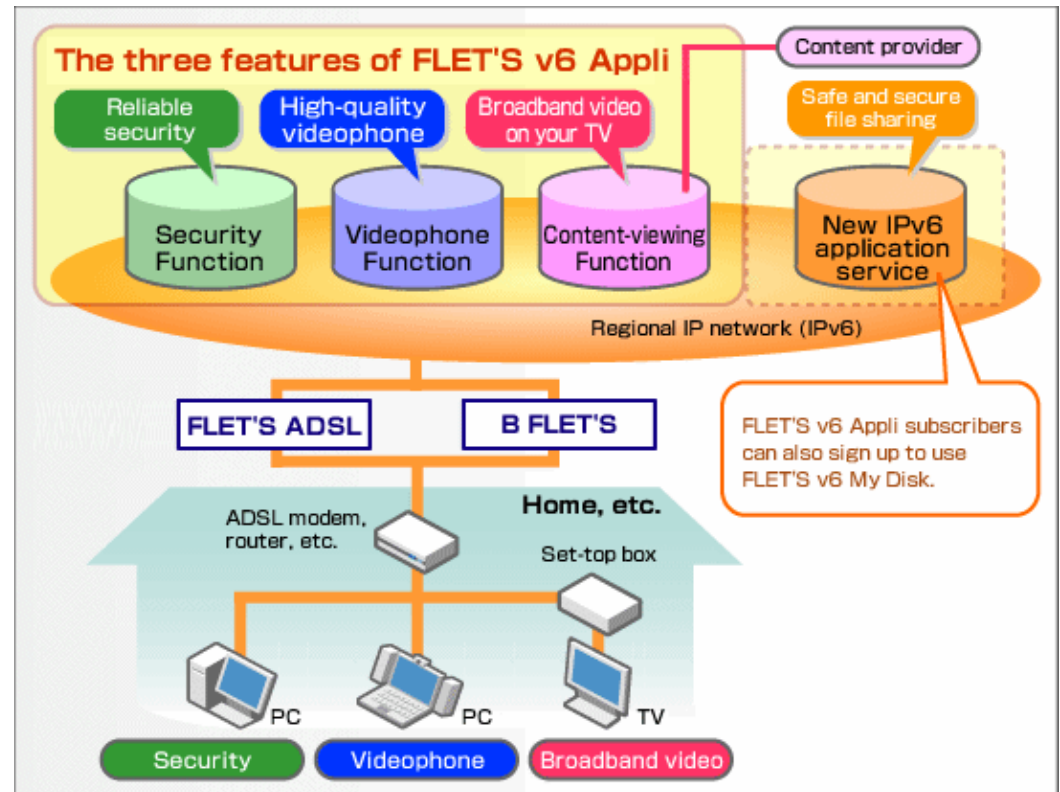 The three features of FLET'S v6 Appli
Content provider
Reliable
security
High-quality
videophone
Broadband video
on your TV
Safe and secure
file sharing
Security
Function
Videophone
Function
Content-viewing
Function
New IPv6
application
service
Regional IP network (IPv6)
FLET'S ADSL
B FLET'S
FLET'S v6 Appli subscribers
can also sign up to use
FLET'S v6 My Disk.
Home, etc.
ADSL modem,
router, etc.
Set-top box
PC
PC
TV
Security
Videophone
Broadband video